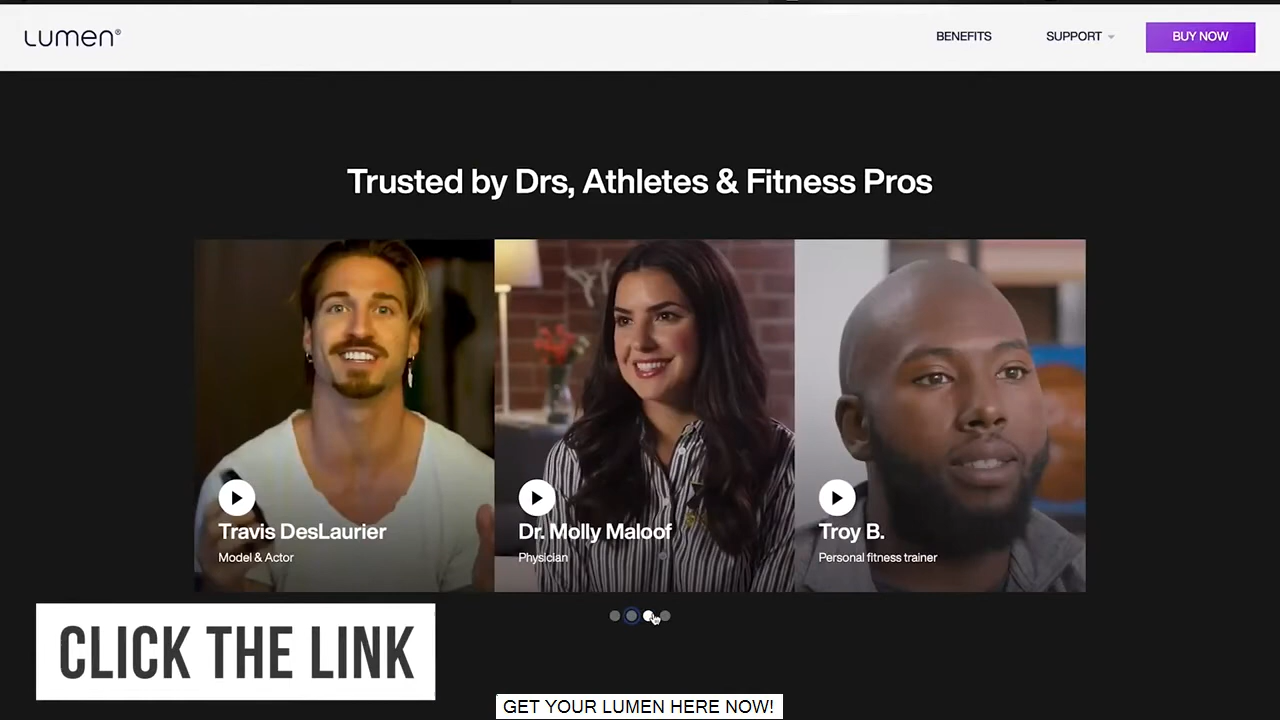 Lumen®
BENEFITS
SUPPORT
BUY NOW
Trusted by Drs, Athletes & Fitness Pros
Travis DesLaurier
Model & Actor
Dr. Molly Maloof
Physician
Troy B.
Personal fitness trainer
CLICK THE LINK
GET YOUR LUMEN HERE NOW!